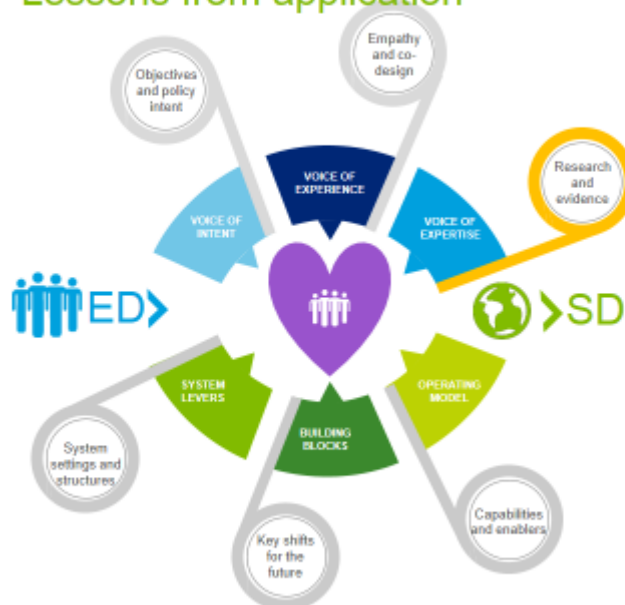 Lessons from application
Empathy
and co-
design
Objectives
and policy
intent
VOICE OF
EXPERIENCE
Research
and
evidence
VOICE OF
INTENT
VOICE OF
EXPERTISE
ED>
>SD
SYSTEM
LEVERS
OPERATING
MODEL
BUILDING
BLOCKS
System
settings and
structures
Capabilities
and enablers
Key shifts
for the
future